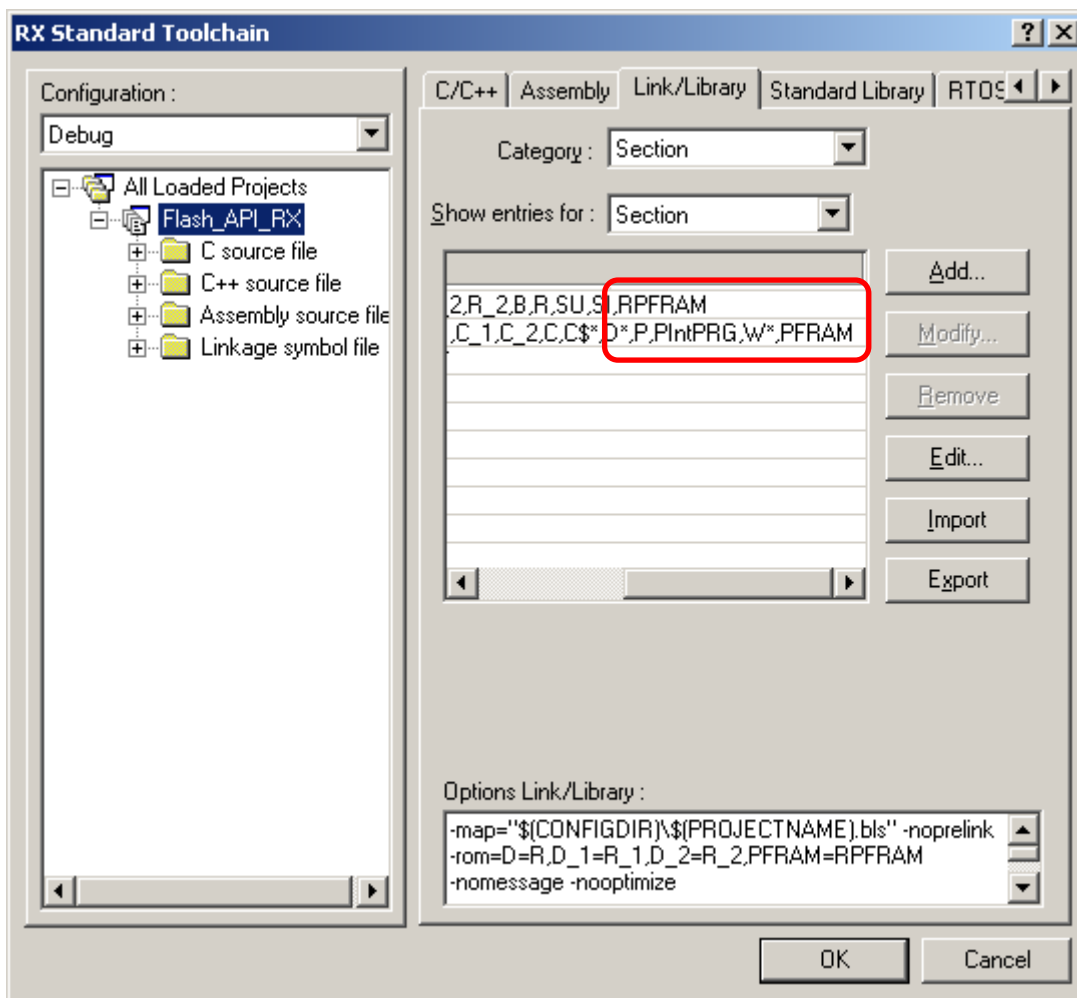 RX Standard Toolchain
Configuration :
Debug
All Loaded Projects
Flash_API_RX
C source file
C++ source file
Assembly source file
Linkage symbol file
C/C++ Assembly Link/Library Standard Library RTOS
Category : Section
Show entries for : Section
_2,R_2,B,R,SU,SI,RPFRAM
,C_1,C_2,C,C$*,D*,P,PIntPRG,W*,PFRAM
Add...
Modify...
Remove
Edit...
Import
Export
Options Link/Library :
-map="$(CONFIGDIR)\$(PROJECTNAME).bls" -noprelink
-rom=D=R,D_1=R_1,D_2=R_2,PFRAM=RPFRAM
-nomessage -nooptimize
OK Cancel